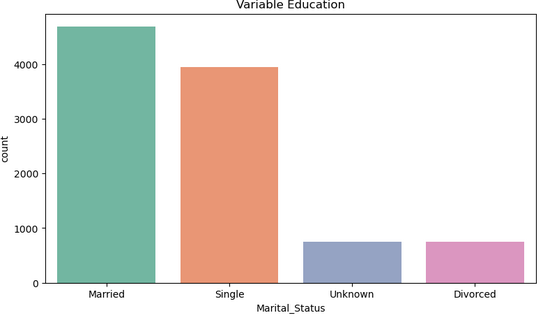 Variable Education
4000
3000
2000
1000
0
count
Married Single Unknown Divorced
Marital_Status